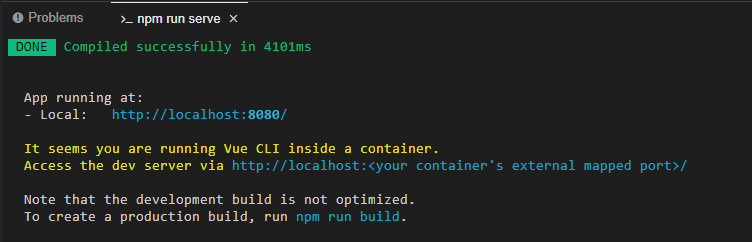 Problems
>_ npm run serve ×
DONE Compiled successfully in 4101ms
App running at:
- Local: http://localhost:8080/
It seems you are running Vue CLI inside a container.
Access the dev server via http://localhost:<your container's external mapped port>/
Note that the development build is not optimized.
To create a production build, run npm run build.